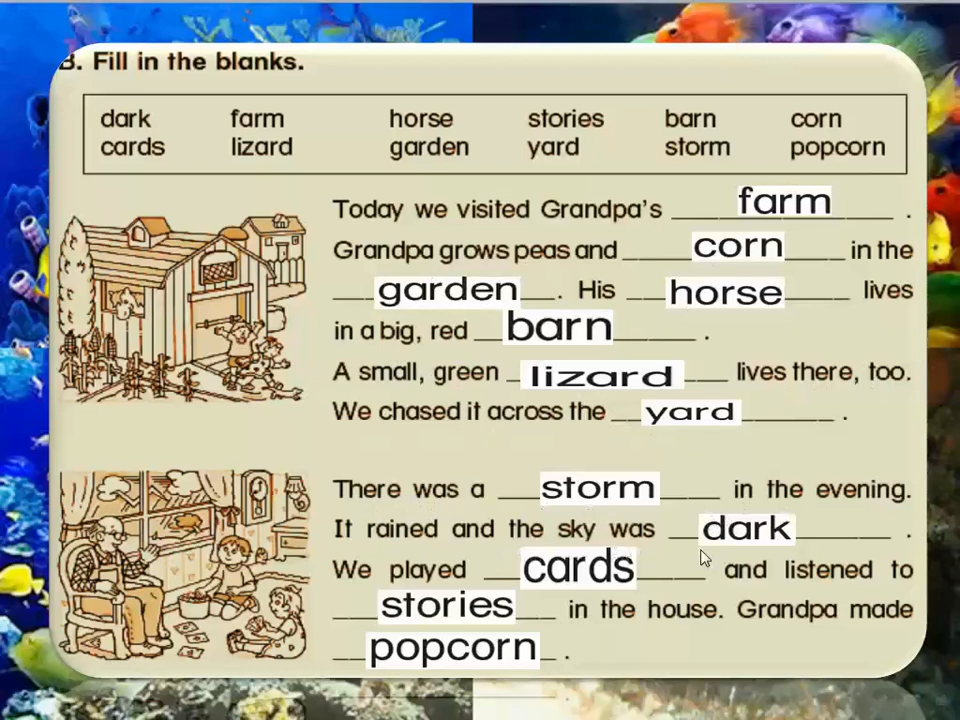 B. Fill in the blanks.
dark farm horse stories barn corn
cards lizard garden yard storm popcorn
Today we visited Grandpa's farm .
Grandpa grows peas and corn in the
garden . His horse lives
in a big, red barn .
A small, green lizard lives there, too.
We chased it across the yard .
There was a storm in the evening.
It rained and the sky was dark .
We played cards and listened to
stories in the house. Grandpa made
popcorn .